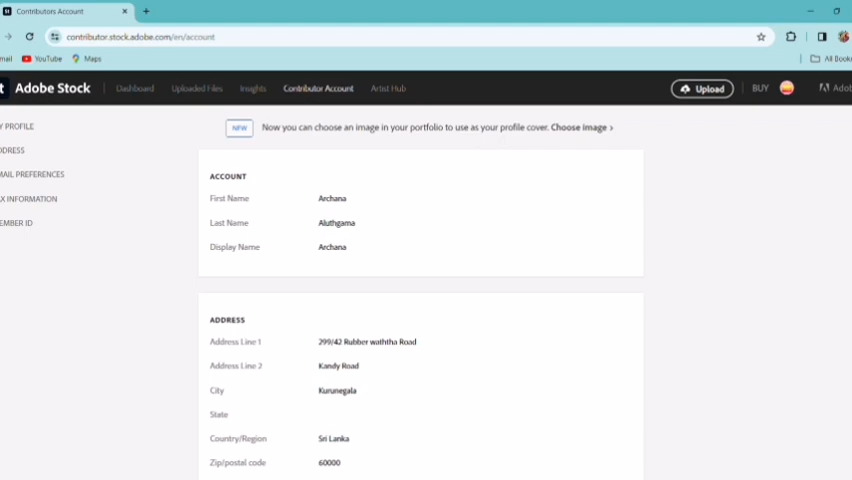 Contributors Account
contributor.stock.adobe.com/en/account
mail YouTube Maps All Book
Adobe Stock Dashboard Uploaded Files Insights Contributor Account Artist Hub Upload BUY Adob
Y PROFILE
NEW Now you can choose an image in your portfolio to use as your profile cover. Choose image >
DDRESS
MAIL PREFERENCES
AX INFORMATION
EMBER ID
ACCOUNT
First Name Archana
Last Name Aluthgama
Display Name Archana
ADDRESS
Address Line 1 299/42 Rubber waththa Road
Address Line 2 Kandy Road
City Kurunegala
State
Country/Region Sri Lanka
Zip/postal code 60000